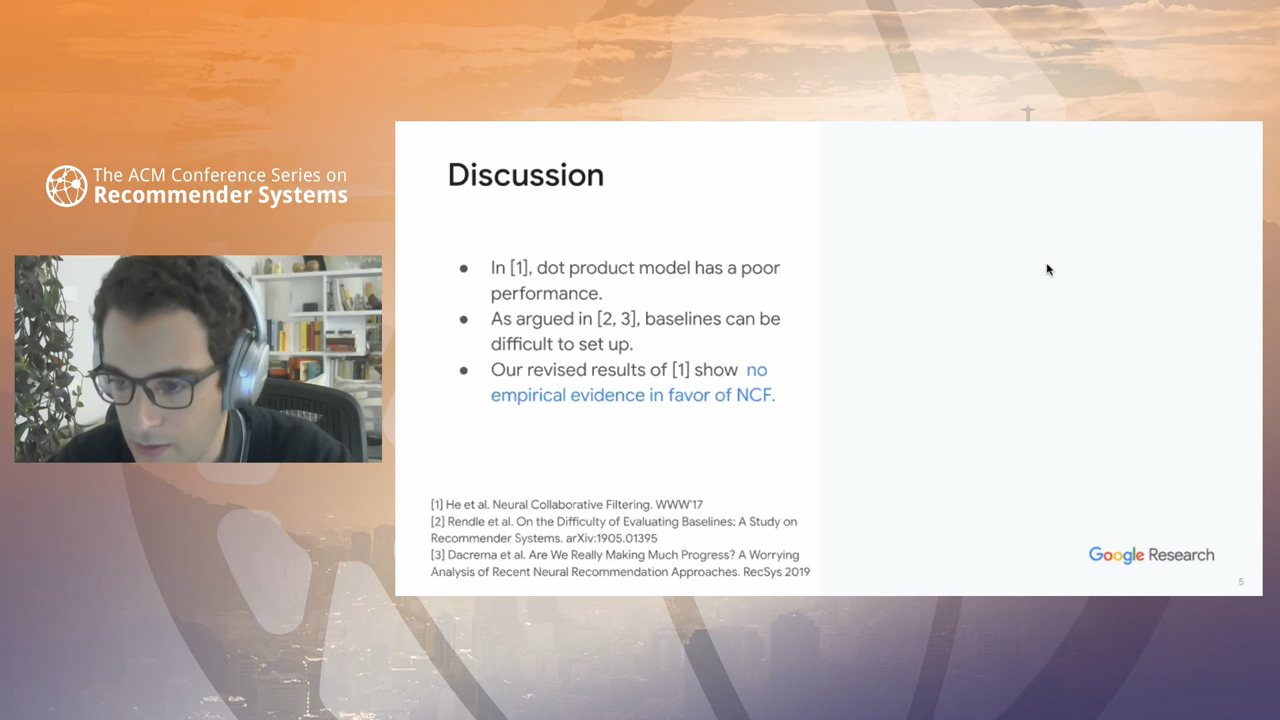 The ACM Conference Series on
Recommender Systems
Discussion
● In [1], dot product model has a poor
performance.
● As argued in [2, 3], baselines can be
difficult to set up.
● Our revised results of [1] show no
empirical evidence in favor of NCF.
[1] He et al. Neural Collaborative Filtering. WWW'17
[2] Rendle et al. On the Difficulty of Evaluating Baselines: A Study on
Recommender Systems. arXiv:1905.01395
[3] Dacrema et al. Are We Really Making Much Progress? A Worrying
Analysis of Recent Neural Recommendation Approaches. RecSys 2019
Google Research
5